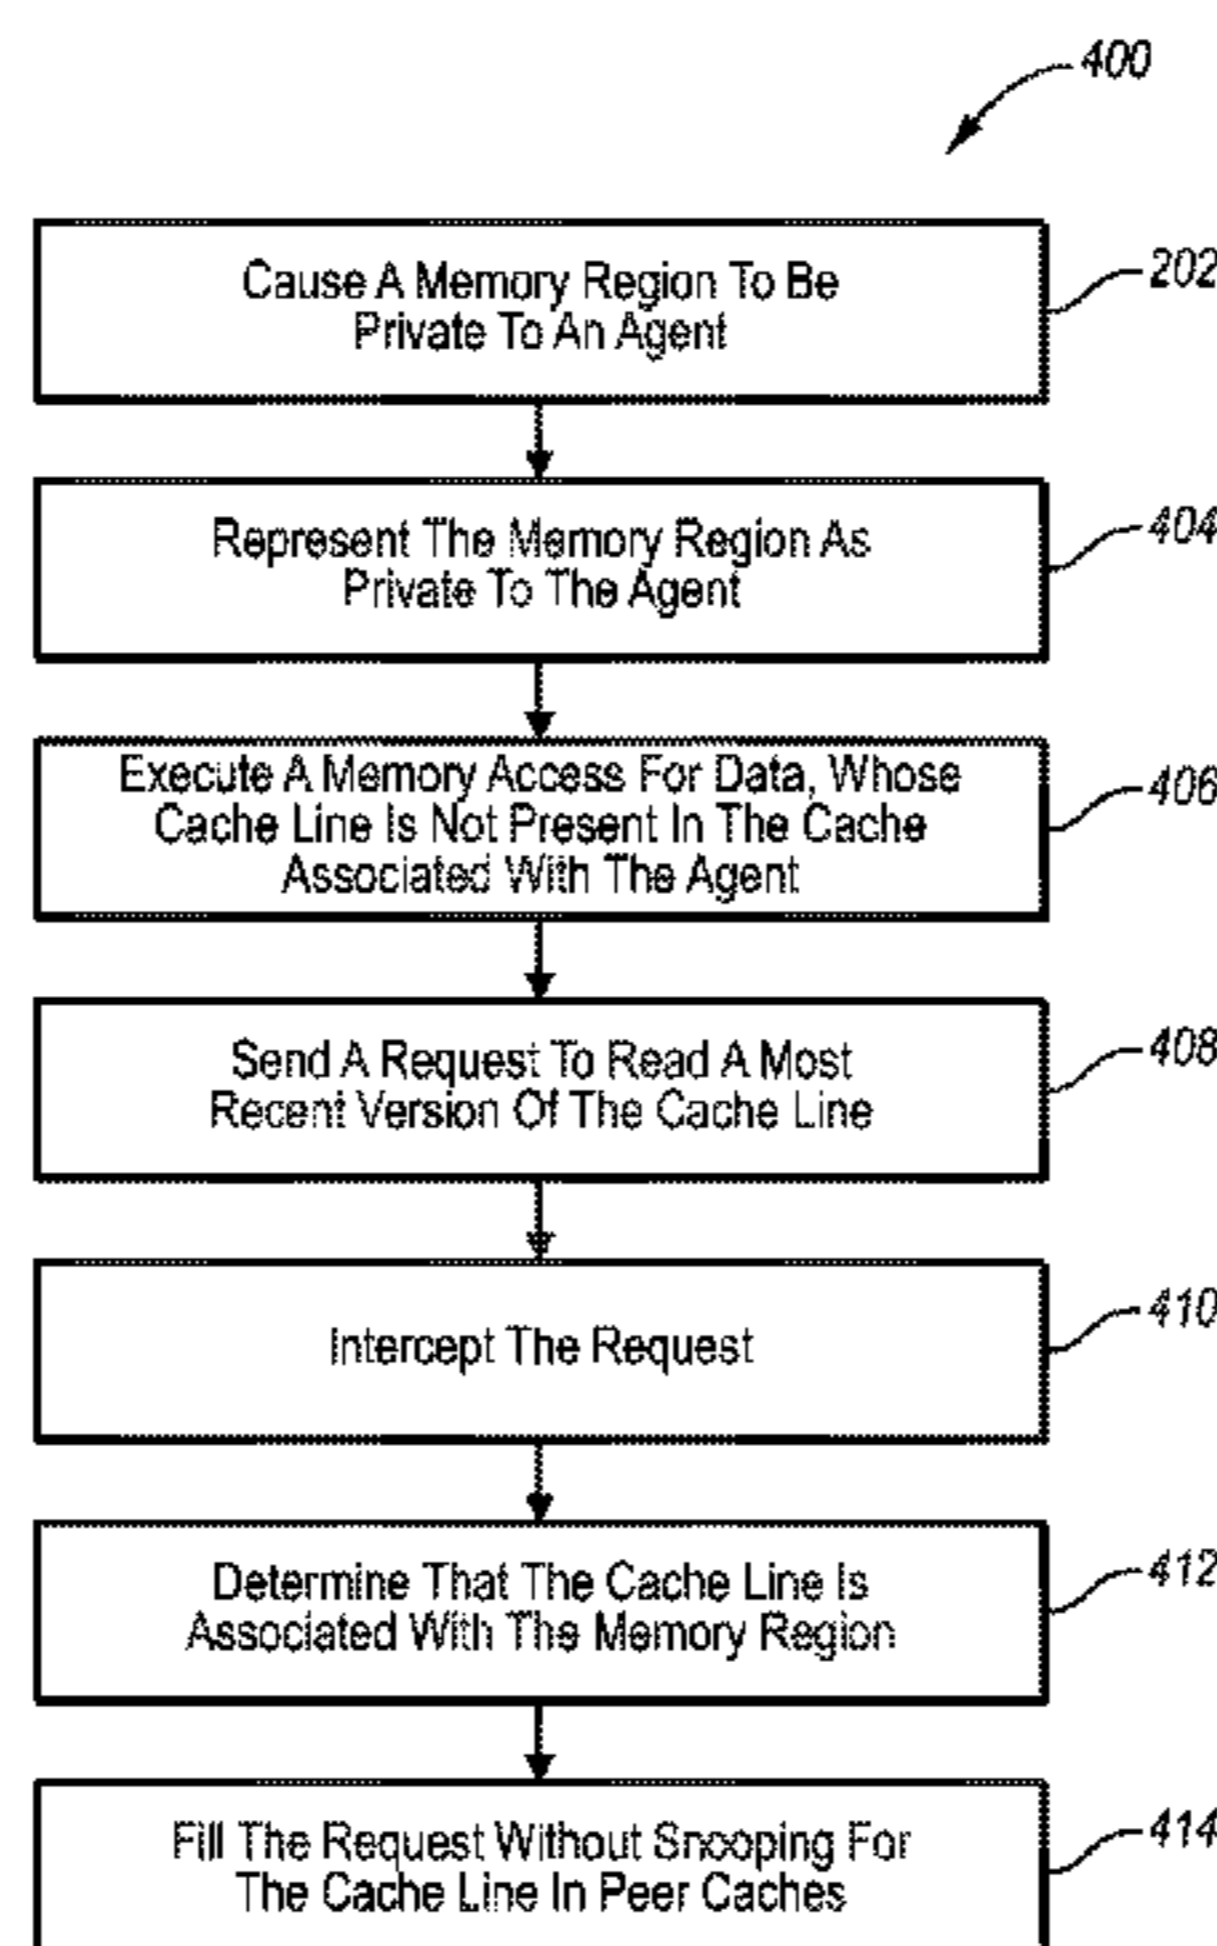 400
Cause A Memory Region To Be
Private To An Agent
202
Represent The Memory Region As
Private To The Agent
404
Execute A Memory Access For Data, Whose
Cache Line Is Not Present In The Cache
Associated With The Agent
406
Send A Request To Read A Most
Recent Version Of The Cache Line
408
Intercept The Request
410
Determine That The Cache Line Is
Associated With The Memory Region
412
Fill The Request Without Snooping For
The Cache Line In Peer Caches
414